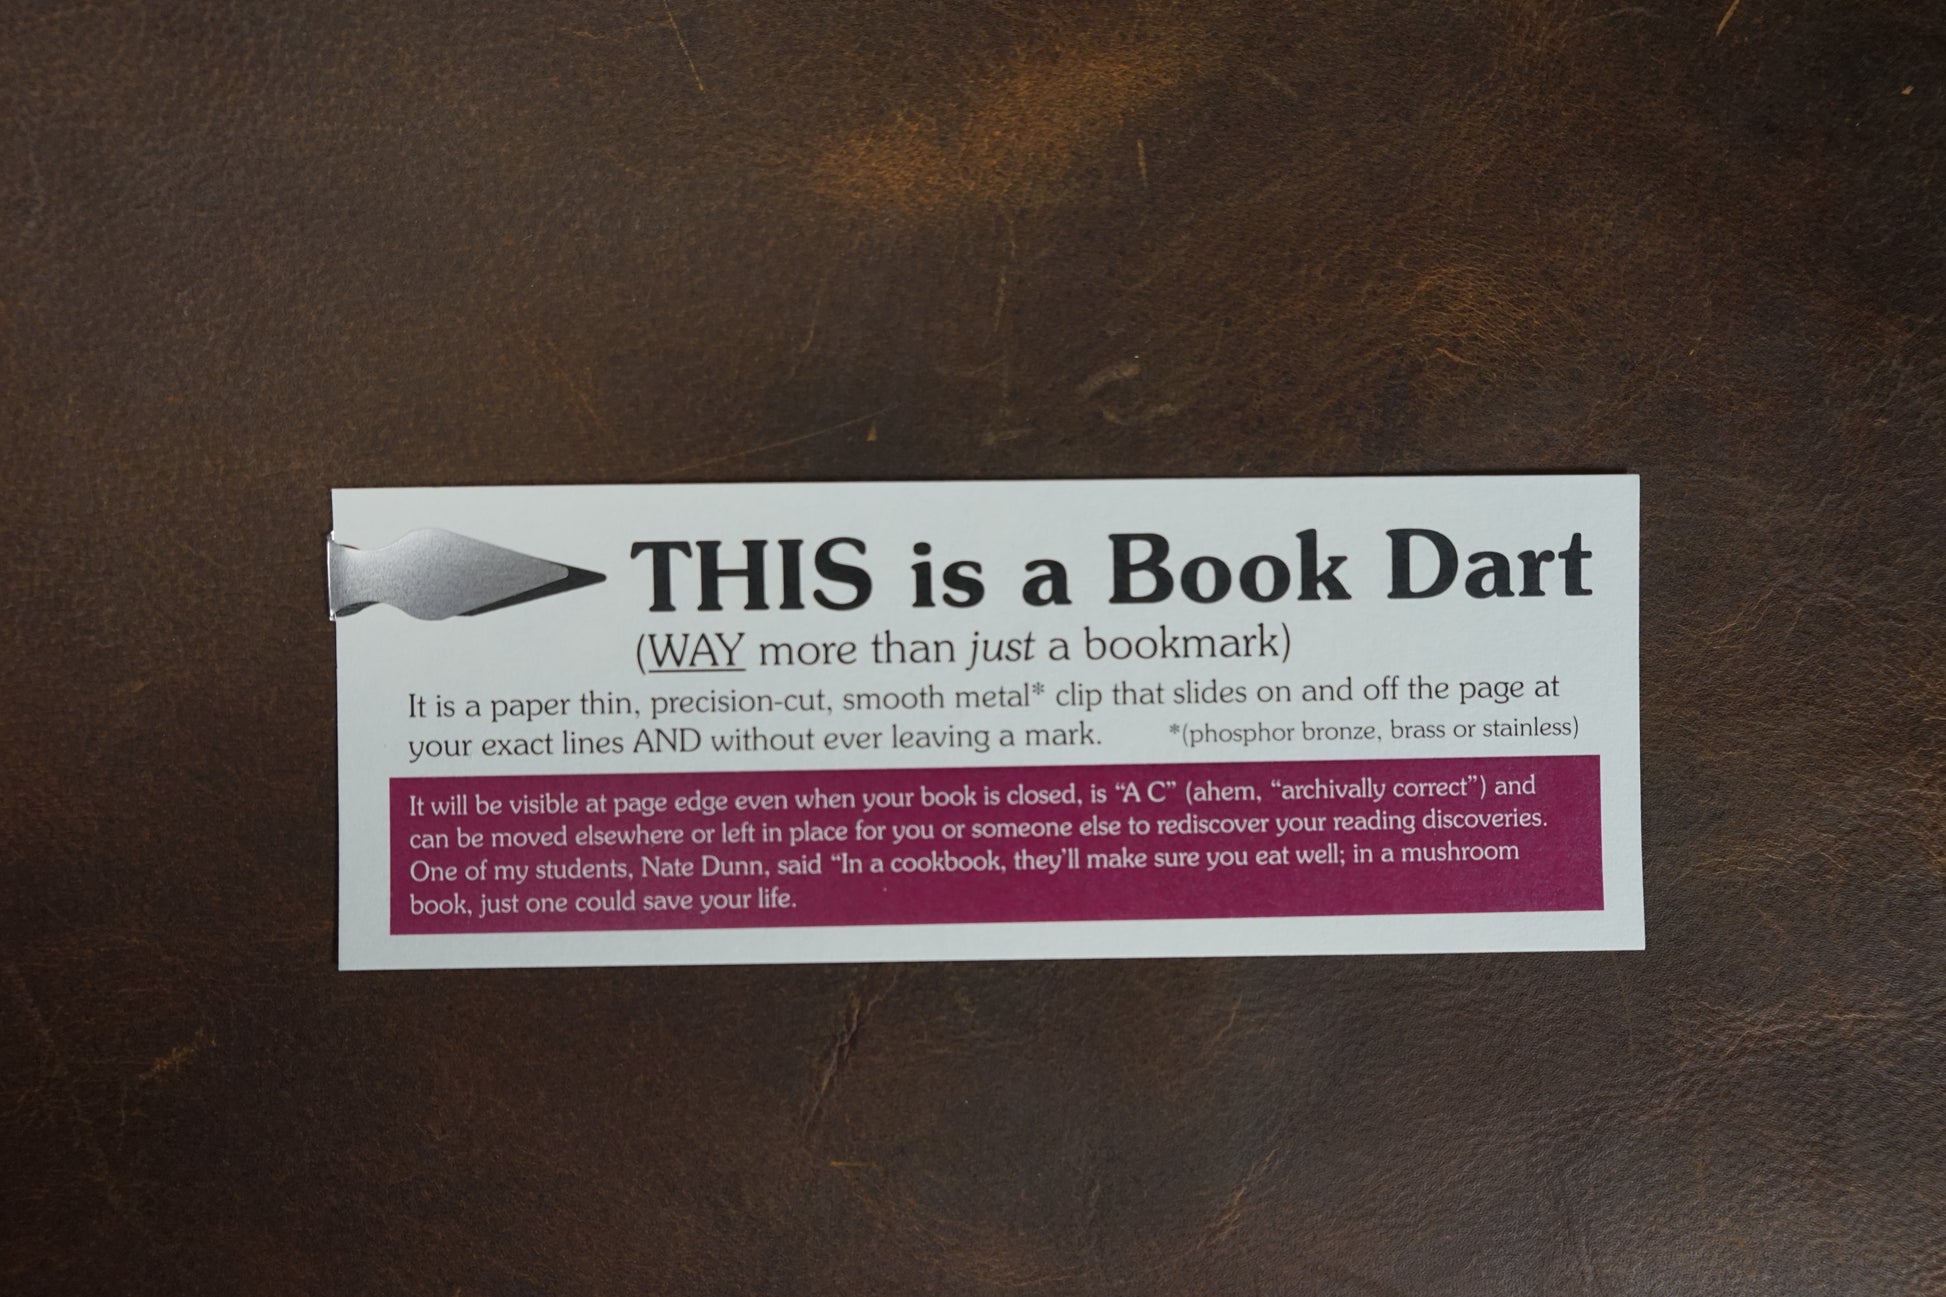 THIS is a Book Dart
(WAY more than just a bookmark)
It is a paper thin, precision-cut, smooth metal* clip that slides on and off the page at
your exact lines AND without ever leaving a mark. *(phosphor bronze, brass or stainless)
It will be visible at page edge even when your book is closed, is “A C” (ahem, “archivally correct”) and
can be moved elsewhere or left in place for you or someone else to rediscover your reading discoveries.
One of my students, Nate Dunn, said “In a cookbook, they’ll make sure you eat well; in a mushroom
book, just one could save your life.